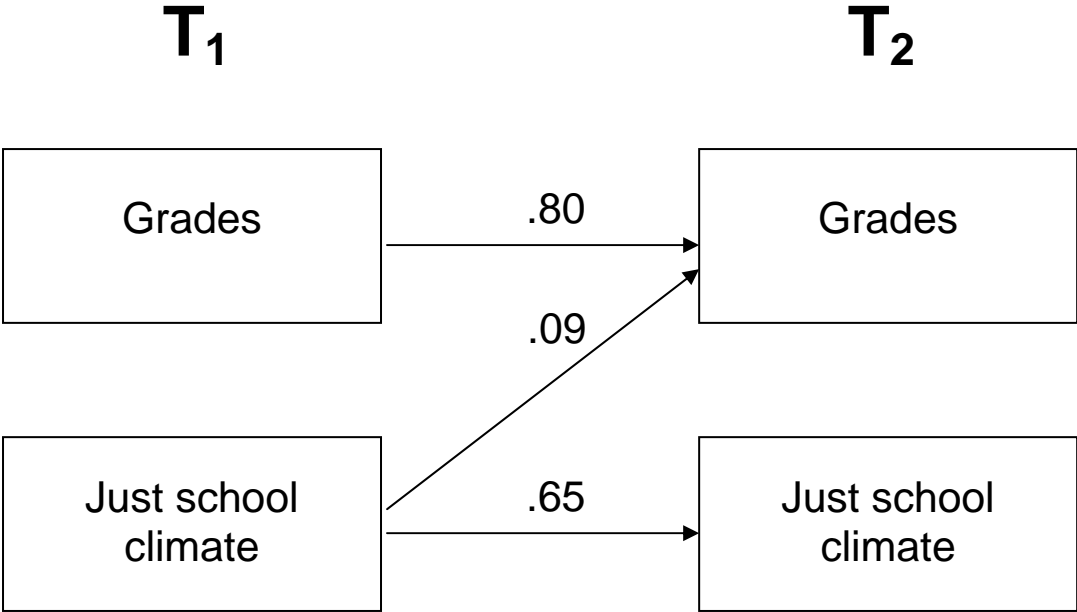 T₁ T₂
Grades .80 Grades
.09
Just school climate .65 Just school climate